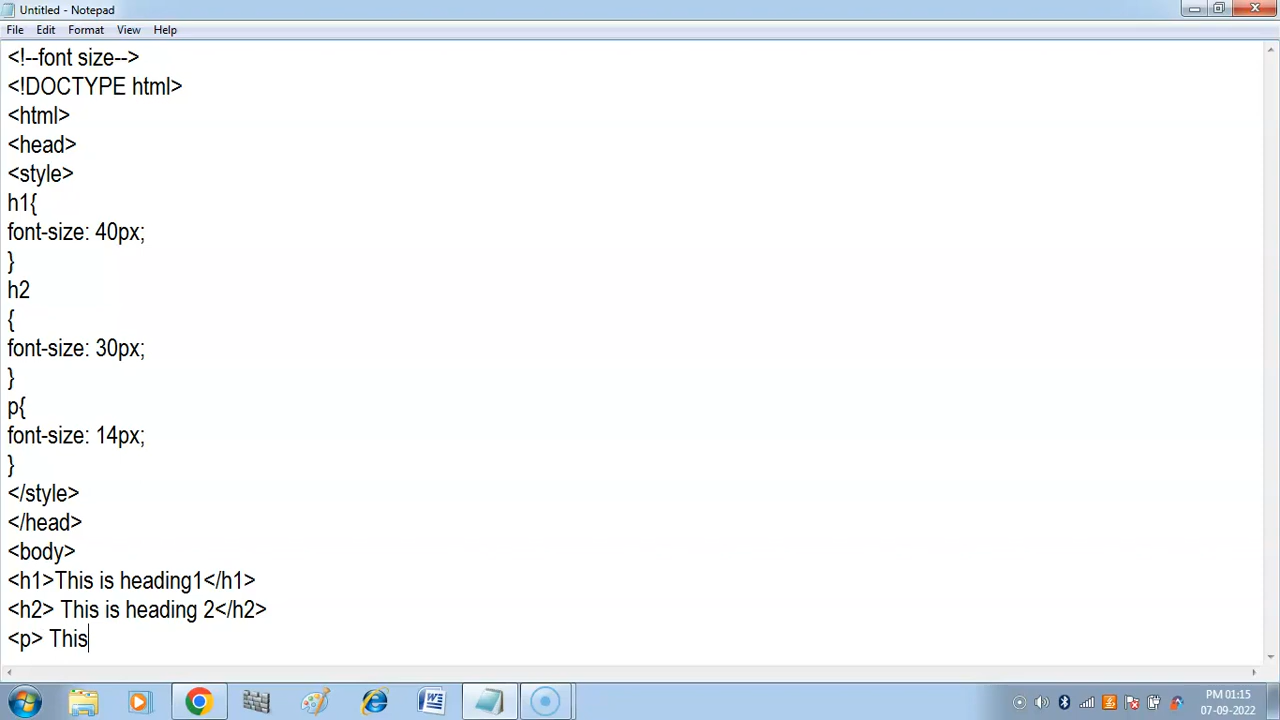 Untitled - Notepad
File Edit Format View Help
<!--font size-->
<!DOCTYPE html>
<html>
<head>
<style>
h1{
font-size: 40px;
}
h2
{
font-size: 30px;
}
p{
font-size: 14px;
}
</style>
</head>
<body>
<h1>This is heading1</h1>
<h2> This is heading 2</h2>
<p> This
PM 01:15
07-09-2022